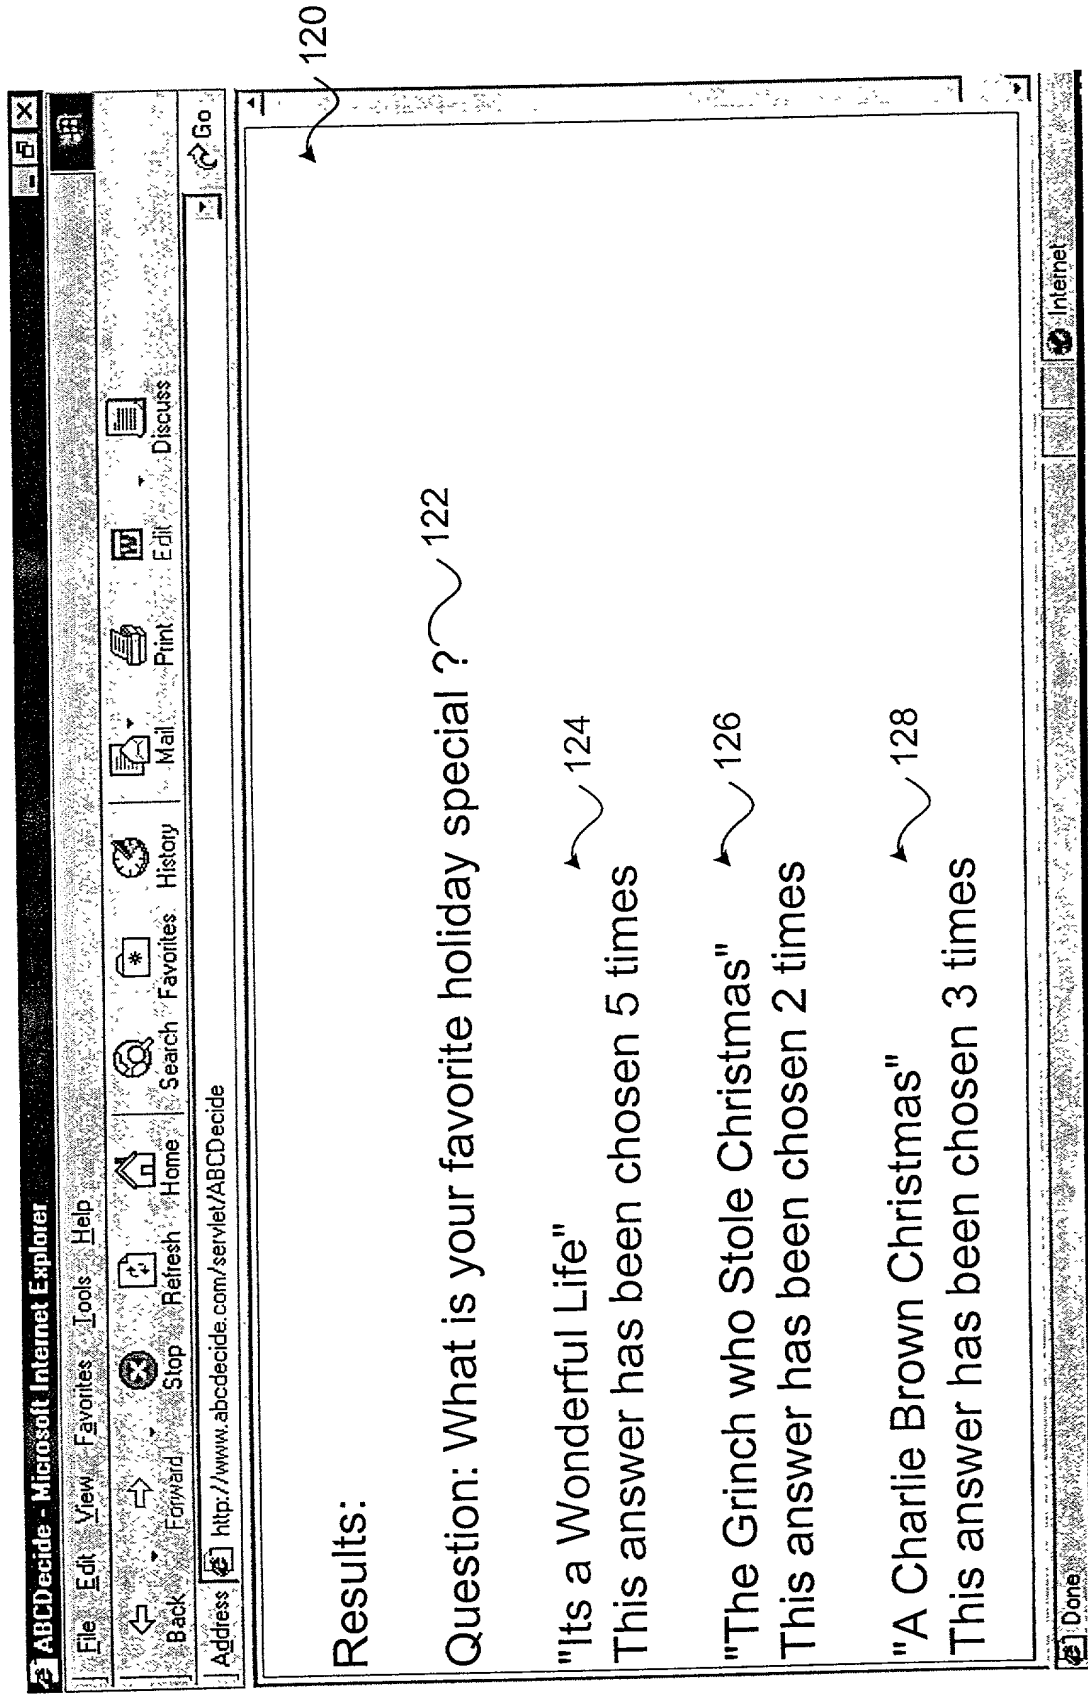 ABCDecide - Microsoft Internet Explorer
File Edit View Favorites Tools Help
Back Forward Stop Refresh Home Search Favorites History Mail Print Edit Discuss
Address http://www.abcdecide.com/servlet/ABCDecide Go
120
Results:
Question: What is your favorite holiday special ? 122
"Its a Wonderful Life" 124
This answer has been chosen 5 times
"The Grinch who Stole Christmas" 126
This answer has been chosen 2 times
"A Charlie Brown Christmas" 128
This answer has been chosen 3 times
Done Internet